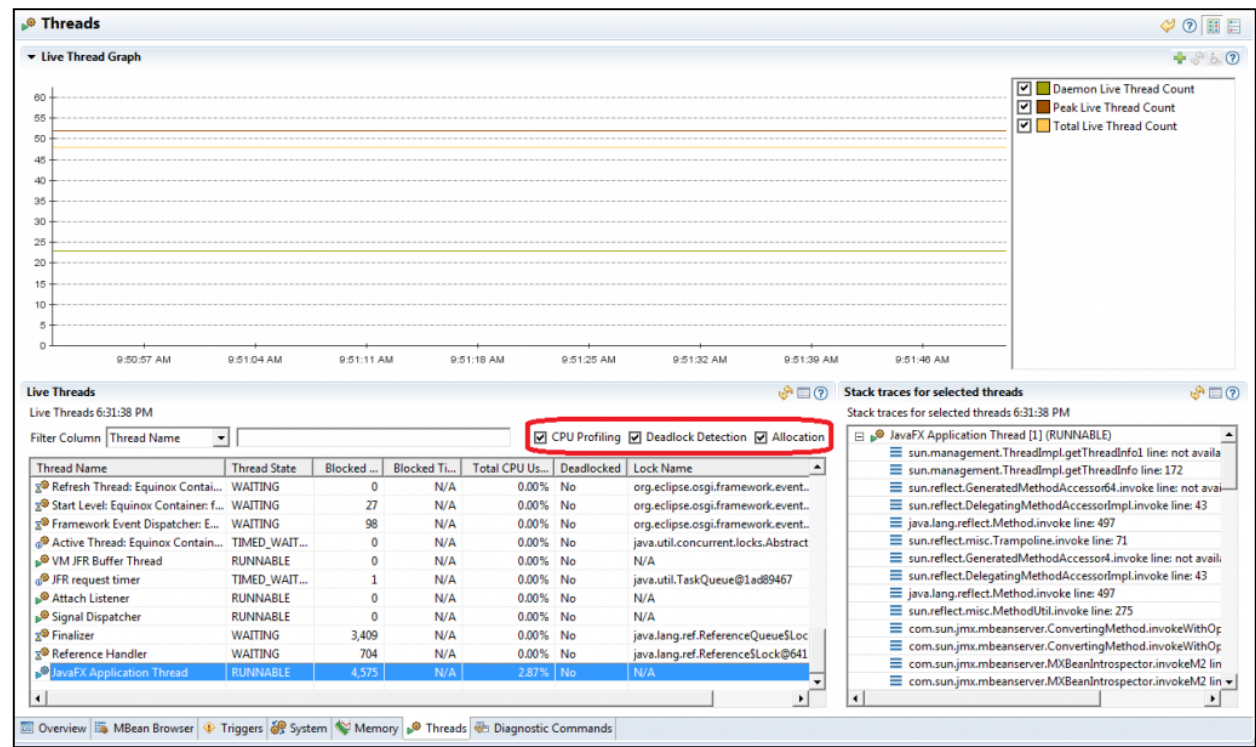 Threads
Live Thread Graph
60
55
50
45
40
35
30
25
20
15
10
5
0
9:50:57 AM 9:51:04 AM 9:51:11 AM 9:51:18 AM 9:51:25 AM 9:51:32 AM 9:51:39 AM 9:51:46 AM
Daemon Live Thread Count
Peak Live Thread Count
Total Live Thread Count
Live Threads
Live Threads 6:31:38 PM
Filter Column Thread Name CPU Profiling Deadlock Detection Allocation
Thread Name Thread State Blocked ... Blocked Ti... Total CPU Us... Deadlocked Lock Name
Refresh Thread: Equinox Contai... WAITING 0 N/A 0.00% No org.eclipse.osgi.framework.event..
Start Level: Equinox Container: f... WAITING 27 N/A 0.00% No org.eclipse.osgi.framework.event..
Framework Event Dispatcher: E... WAITING 98 N/A 0.00% No org.eclipse.osgi.framework.event..
Active Thread: Equinox Contain... TIMED_WAIT... 0 N/A 0.00% No java.util.concurrent.locks.Abstract
VM JFR Buffer Thread RUNNABLE 0 N/A 0.00% No N/A
JFR request timer TIMED_WAIT... 1 N/A 0.00% No java.util.TaskQueue@1ad89467
Attach Listener RUNNABLE 0 N/A 0.00% No N/A
Signal Dispatcher RUNNABLE 0 N/A 0.00% No N/A
Finalizer WAITING 3,409 N/A 0.00% No java.lang.ref.ReferenceQueue$Loc
Reference Handler WAITING 704 N/A 0.00% No java.lang.ref.Reference$Lock@641
JavaFX Application Thread RUNNABLE 4,575 N/A 2.87% No N/A
Stack traces for selected threads
Stack traces for selected threads 6:31:38 PM
JavaFX Application Thread [1] (RUNNABLE)
sun.management.ThreadImpl.getThreadInfo1 line: not availa
sun.management.ThreadImpl.getThreadInfo line: 172
sun.reflect.GeneratedMethodAccessor64.invoke line: not avai
sun.reflect.DelegatingMethodAccessorImpl.invoke line: 43
java.lang.reflect.Method.invoke line: 497
sun.reflect.misc.Trampoline.invoke line: 71
sun.reflect.GeneratedMethodAccessor4.invoke line: not availa
sun.reflect.DelegatingMethodAccessorImpl.invoke line: 43
java.lang.reflect.Method.invoke line: 497
sun.reflect.misc.MethodUtil.invoke line: 275
com.sun.jmx.mbeanserver.ConvertingMethod.invokeWithOp
com.sun.jmx.mbeanserver.ConvertingMethod.invokeWithOp
com.sun.jmx.mbeanserver.MXBeanIntrospector.invokeM2 lin
com.sun.jmx.mbeanserver.MXBeanIntrospector.invokeM2 lin
Overview MBean Browser Triggers System Memory Threads Diagnostic Commands